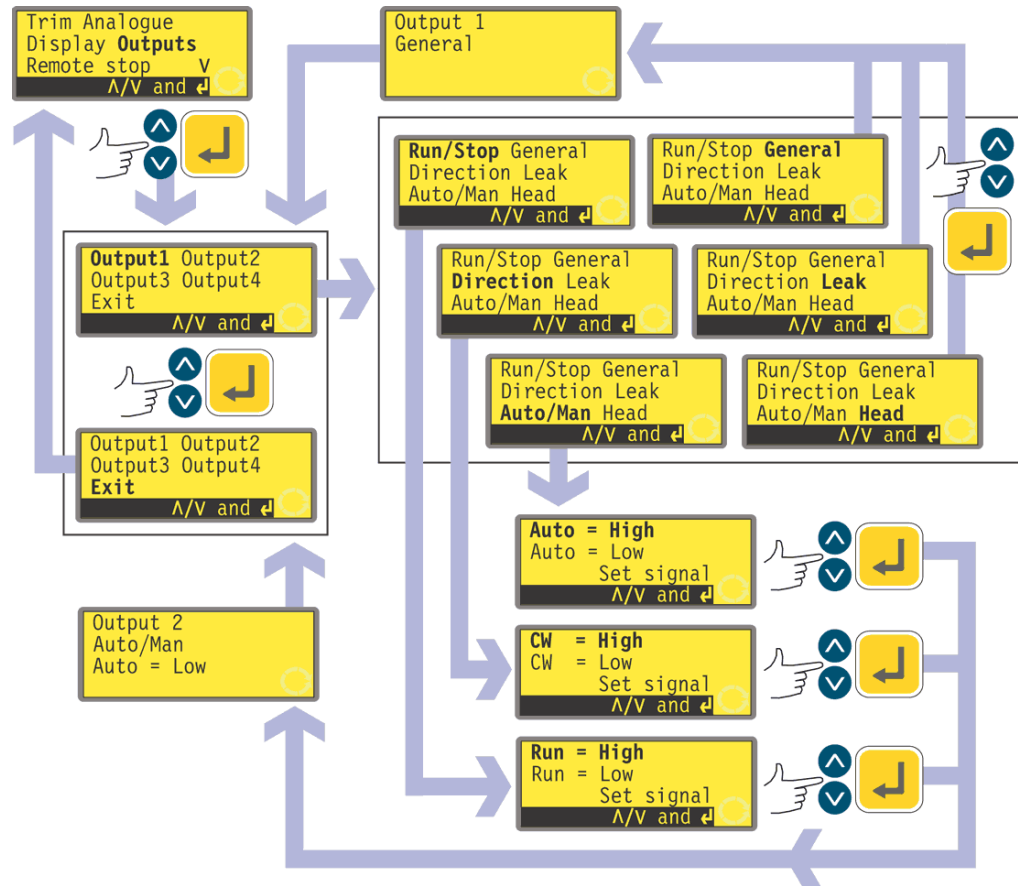 Trim Analogue
Display Outputs
Remote stop V
Λ/V and ↵
Output 1
General
Run/Stop General
Direction Leak
Auto/Man Head
Λ/V and ↵
Run/Stop General
Direction Leak
Auto/Man Head
Λ/V and ↵
Output1 Output2
Output3 Output4
Exit
Λ/V and ↵
Run/Stop General
Direction Leak
Auto/Man Head
Λ/V and ↵
Run/Stop General
Direction Leak
Auto/Man Head
Λ/V and ↵
Run/Stop General
Direction Leak
Auto/Man Head
Λ/V and ↵
Run/Stop General
Direction Leak
Auto/Man Head
Λ/V and ↵
Output1 Output2
Output3 Output4
Exit
Λ/V and ↵
Auto = High
Auto = Low
Set signal
Λ/V and ↵
Output 2
Auto/Man
Auto = Low
CW = High
CW = Low
Set signal
Λ/V and ↵
Run = High
Run = Low
Set signal
Λ/V and ↵